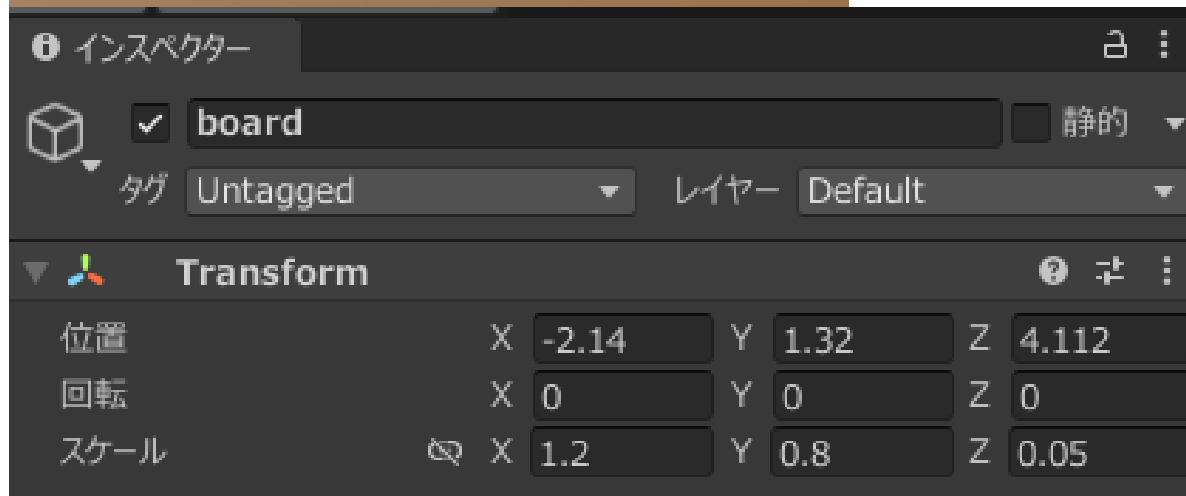 インスペクター
board 静的
タグ Untagged レイヤー Default
Transform
位置 X -2.14 Y 1.32 Z 4.112
回転 X 0 Y 0 Z 0
スケール X 1.2 Y 0.8 Z 0.05